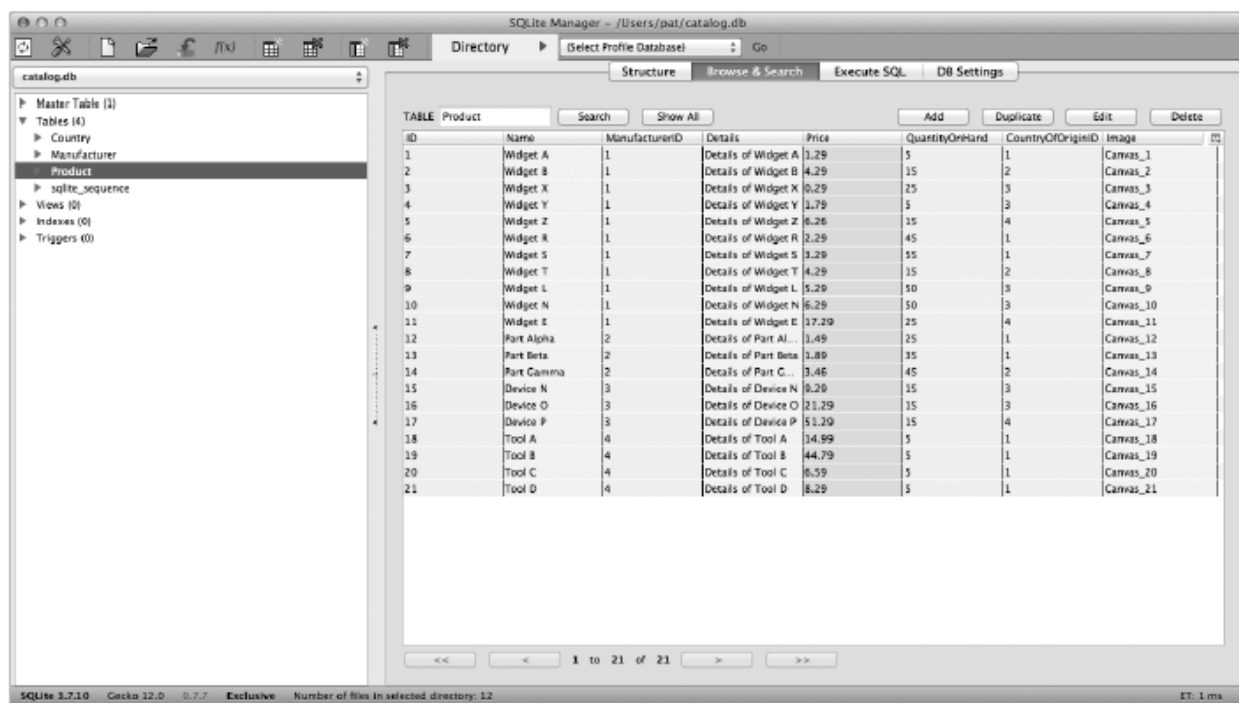 SQLite Manager - /Users/pat/catalog.db
f(x) Directory (Select Profile Database) Go
catalog.db
Structure Browse & Search Execute SQL DB Settings
Master Table (1)
Tables (4)
Country
Manufacturer
Product
sqlite_sequence
Views (0)
Indexes (0)
Triggers (0)
TABLE Product Search Show All Add Duplicate Edit Delete
ID Name ManufacturerID Details Price QuantityOnHand CountryOfOriginID Image
1 Widget A 1 Details of Widget A 1.29 5 1 Canvas_1
2 Widget B 1 Details of Widget B 4.29 15 2 Canvas_2
3 Widget X 1 Details of Widget X 0.29 25 3 Canvas_3
4 Widget Y 1 Details of Widget Y 1.79 5 3 Canvas_4
5 Widget Z 1 Details of Widget Z 6.26 15 4 Canvas_5
6 Widget R 1 Details of Widget R 2.29 45 1 Canvas_6
7 Widget S 1 Details of Widget S 3.29 55 1 Canvas_7
8 Widget T 1 Details of Widget T 4.29 15 2 Canvas_8
9 Widget L 1 Details of Widget L 5.29 50 3 Canvas_9
10 Widget N 1 Details of Widget N 6.29 50 3 Canvas_10
11 Widget E 1 Details of Widget E 17.29 25 4 Canvas_11
12 Part Alpha 2 Details of Part Al... 1.49 25 1 Canvas_12
13 Part Beta 2 Details of Part Beta 1.89 35 1 Canvas_13
14 Part Gamma 2 Details of Part G... 3.46 45 2 Canvas_14
15 Device N 3 Details of Device N 9.29 15 3 Canvas_15
16 Device O 3 Details of Device O 21.29 15 3 Canvas_16
17 Device P 3 Details of Device P 51.29 15 4 Canvas_17
18 Tool A 4 Details of Tool A 14.99 5 1 Canvas_18
19 Tool B 4 Details of Tool B 44.79 5 1 Canvas_19
20 Tool C 4 Details of Tool C 6.59 5 1 Canvas_20
21 Tool D 4 Details of Tool D 8.29 5 1 Canvas_21
<< < 1 to 21 of 21 > >>
SQLite 3.7.10 Gecko 12.0 0.7.7 Exclusive Number of files in selected directory: 12 ET: 1 ms